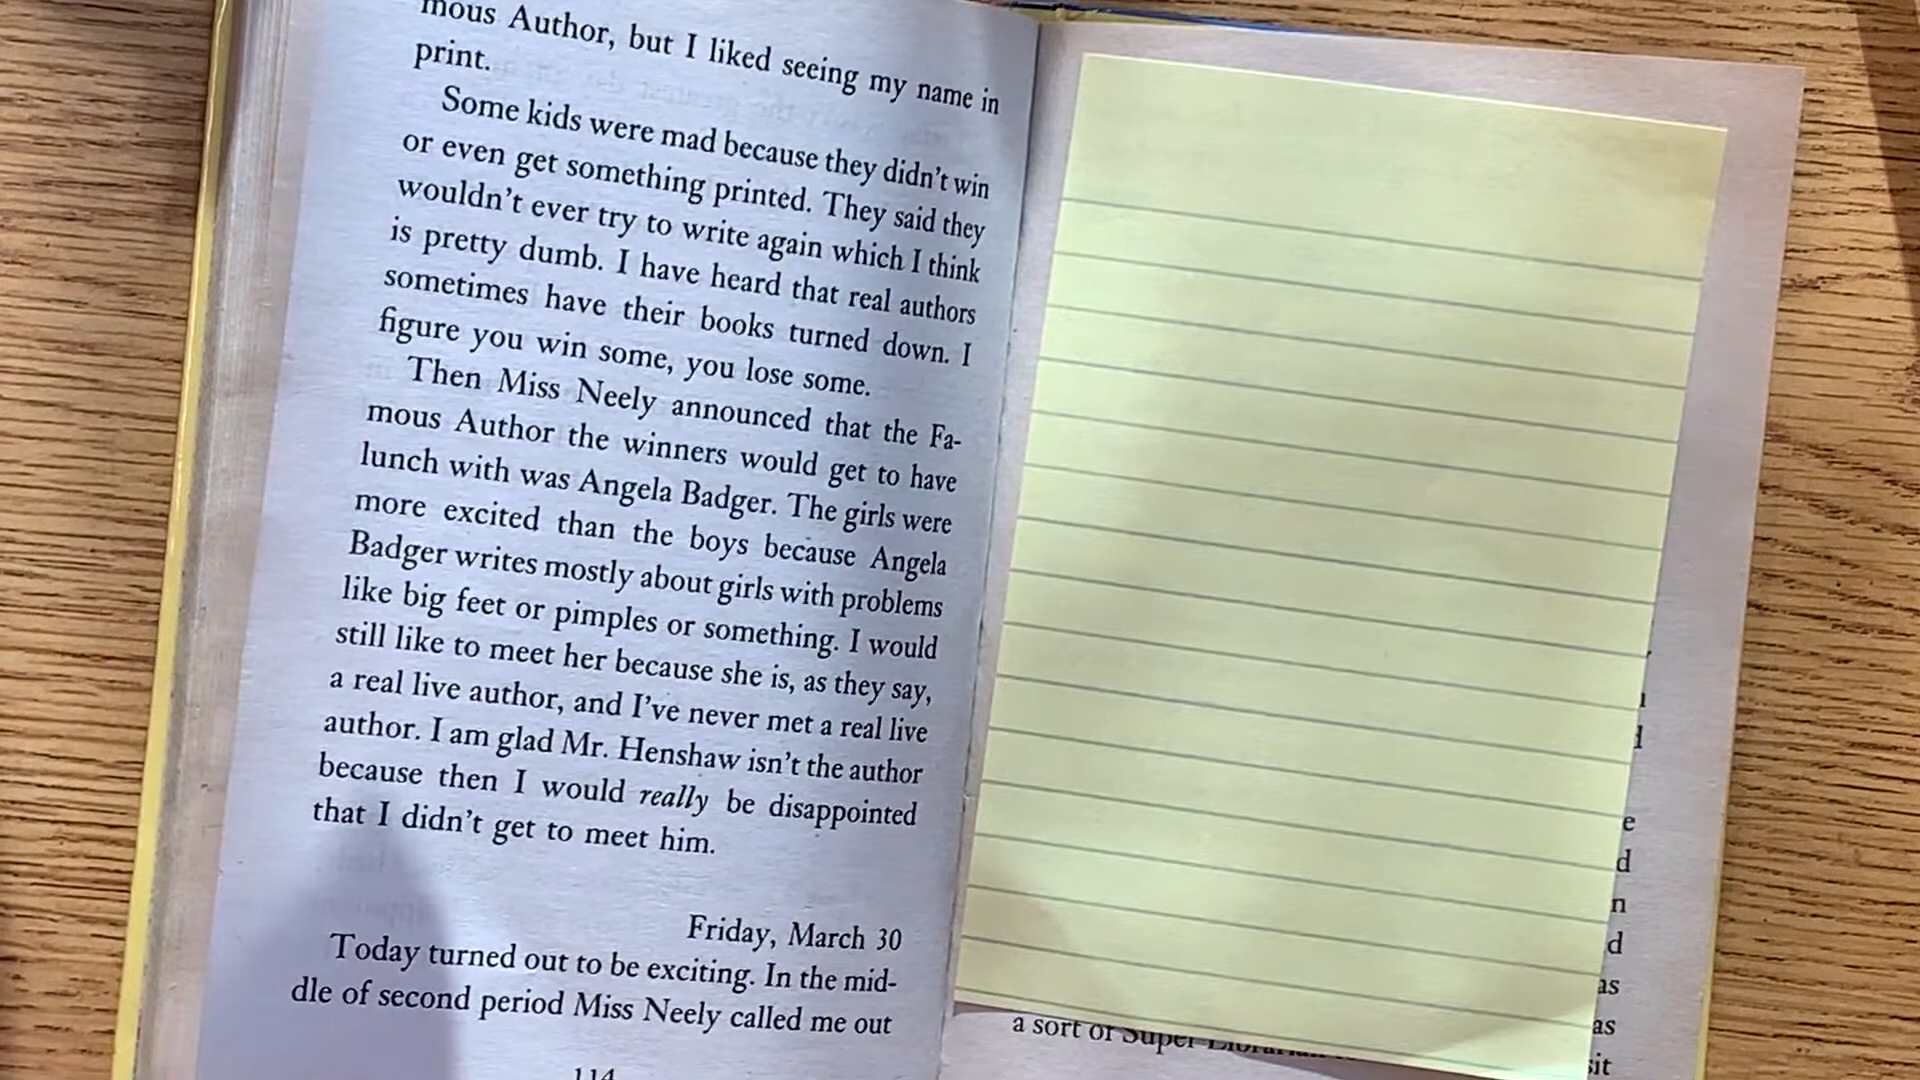 mous Author, but I liked seeing my name in
print.
Some kids were mad because they didn't win
or even get something printed. They said they
wouldn't ever try to write again which I think
is pretty dumb. I have heard that real authors
sometimes have their books turned down. I
figure you win some, you lose some.
Then Miss Neely announced that the Fa-
mous Author the winners would get to have
lunch with was Angela Badger. The girls were
more excited than the boys because Angela
Badger writes mostly about girls with problems
like big feet or pimples or something. I would
still like to meet her because she is, as they say,
a real live author, and I've never met a real live
author. I am glad Mr. Henshaw isn't the author
because then I would really be disappointed
that I didn't get to meet him.
Friday, March 30
Today turned out to be exciting. In the mid-
dle of second period Miss Neely called me out
114
a sort of Super